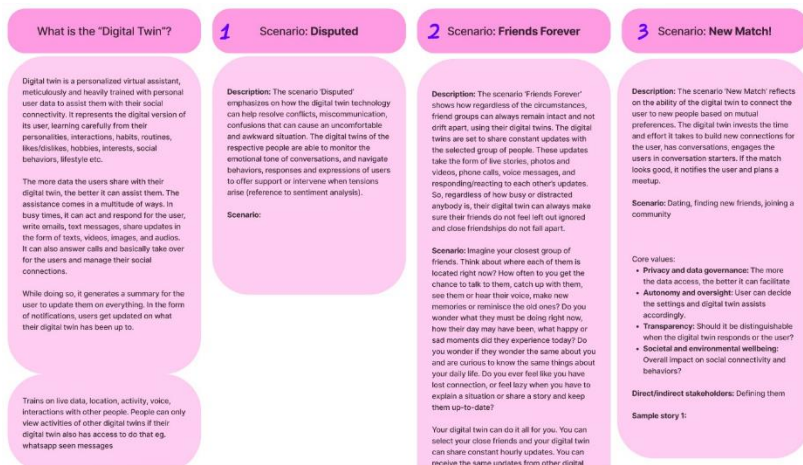 What is the “Digital Twin”?
Digital twin is a personalized virtual assistant,
meticulously and heavily trained with personal
user data to assist them with their social
connectivity. It represents the digital version of
its user, learning carefully from their
personalities, interactions, habits, routines,
likes/dislikes, hobbies, interests, social
behaviors, lifestyle etc.
The more data the users share with their
digital twin, the better it can assist them. The
assistance comes in a multitude of ways. In
busy times, it can act and respond for the user,
write emails, text messages, share updates in
the form of texts, videos, images, and audios.
It can also answer calls and basically take over
for the users and manage their social
connections.
While doing so, it generates a summary for the
user to update them on everything. In the form
of notifications, users get updated on what
their digital twin has been up to.
Trains on live data, location, activity, voice,
interactions with other people. People can only
view activities of other digital twins if their
digital twin also has access to do that eg.
whatsapp seen messages
1 Scenario: Disputed
Description: The scenario 'Disputed'
emphasizes on how the digital twin technology
can help resolve conflicts, miscommunication,
confusions that can cause an uncomfortable
and awkward situation. The digital twins of the
respective people are able to monitor the
emotional tone of conversations, and navigate
behaviors, responses and expressions of users
to offer support or intervene when tensions
arise (reference to sentiment analysis).
Scenario:
2 Scenario: Friends Forever
Description: The scenario 'Friends Forever'
shows how regardless of the circumstances,
friend groups can always remain intact and not
drift apart, using their digital twins. The digital
twins are set to share constant updates with
the selected group of people. These updates
take the form of live stories, photos and
videos, phone calls, voice messages, and
responding/reacting to each other's updates.
So, regardless of how busy or distracted
anybody is, their digital twin can always make
sure their friends do not feel left out ignored
and close friendships do not fall apart.
Scenario: Imagine your closest group of
friends. Think about where each of them is
located right now? How often to you get the
chance to talk to them, catch up with them,
see them or hear their voice, make new
memories or reminisce the old ones? Do you
wonder what they must be doing right now,
how their day may have been, what happy or
sad moments did they experience today? Do
you wonder if they wonder the same about you
and are curious to know the same things about
your daily life. Do you ever feel like you have
lost connection, or feel lazy when you have to
explain a situation or share a story and keep
them up-to-date?
Your digital twin can do it all for you. You can
select your close friends and your digital twin
can share constant hourly updates. You can
receive the same updates from other digital
3 Scenario: New Match!
Description: The scenario 'New Match' reflects
on the ability of the digital twin to connect the
user to new people based on mutual
preferences. The digital twin invests the time
and effort it takes to build new connections for
the user, has conversations, engages the
users in conversation starters. If the match
looks good, it notifies the user and plans a
meetup.
Scenario: Dating, finding new friends, joining a
community
Core values:
• Privacy and data governance: The more
the data access, the better it can facilitate
• Autonomy and oversight: User can decide
the settings and digital twin assists
accordingly.
• Transparency: Should it be distinguishable
when the digital twin responds or the user?
• Societal and environmental wellbeing:
Overall impact on social connectivity and
behaviors?
Direct/indirect stakeholders: Defining them
Sample story 1: